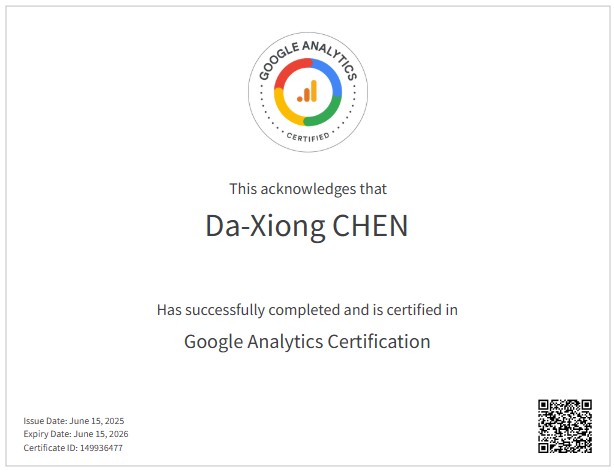 GOOGLE ANALYTICS
CERTIFIED
This acknowledges that
Da-Xiong CHEN
Has successfully completed and is certified in
Google Analytics Certification
Issue Date: June 15, 2025
Expiry Date: June 15, 2026
Certificate ID: 149936477